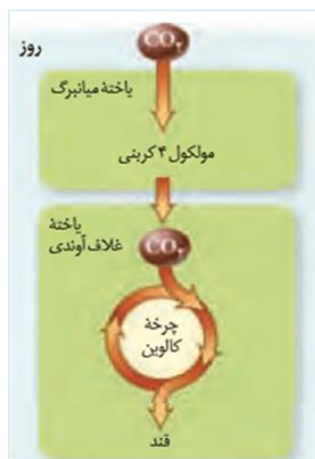 CO₂
روز
یاختهٔ میانبرگ
مولکول ۴ کربنی
یاختهٔ
غلاف آوندی
CO₂
چرخهٔ
کالوین
قند